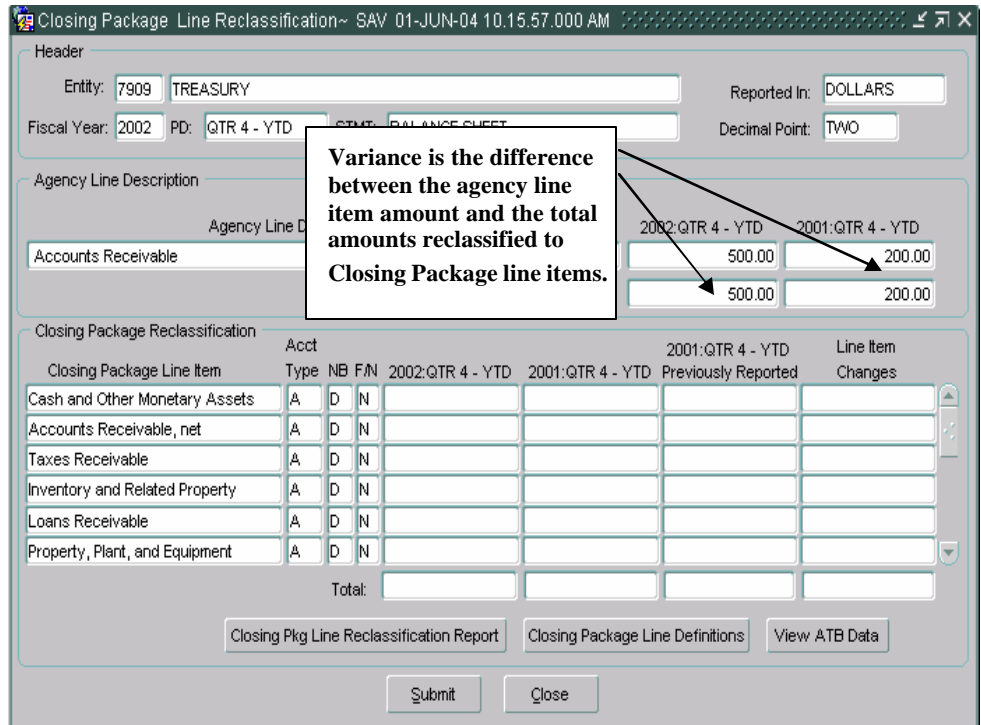 Closing Package Line Reclassification~ SAV 01-JUN-04 10.15.57.000 AM
Header
Entity: 7909 TREASURY Reported In: DOLLARS
Fiscal Year: 2002 PD: QTR 4 - YTD STMT: BALANCE SHEET Decimal Point: TWO
Variance is the difference
between the agency line
item amount and the total
amounts reclassified to
Closing Package line items.
Agency Line Description
Agency Line D 2002:QTR 4 - YTD 2001:QTR 4 - YTD
Accounts Receivable 500.00 200.00
500.00 200.00
Closing Package Reclassification
Acct 2001:QTR 4 - YTD Line Item
Closing Package Line Item Type NB F/N 2002:QTR 4 - YTD 2001:QTR 4 - YTD Previously Reported Changes
Cash and Other Monetary Assets A D N
Accounts Receivable, net A D N
Taxes Receivable A D N
Inventory and Related Property A D N
Loans Receivable A D N
Property, Plant, and Equipment A D N
Total:
Closing Pkg Line Reclassification Report Closing Package Line Definitions View ATB Data
Submit Close